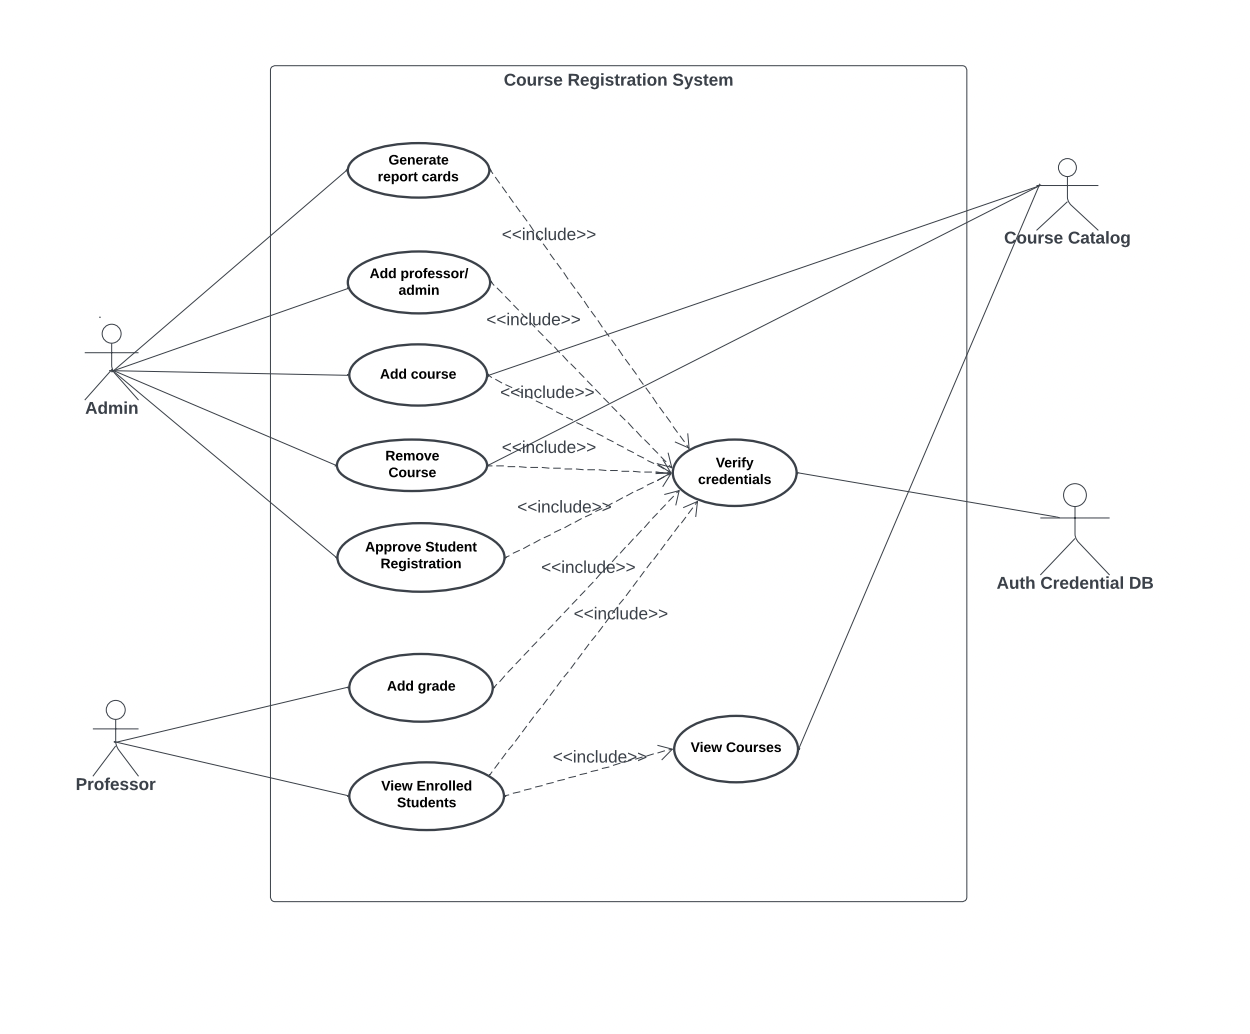 Course Registration System
Generate
report cards
<<include>>
Course Catalog
Add professor/
admin
<<include>>
Add course
<<include>>
Admin
Remove
Course
<<include>>
Verify
credentials
<<include>>
Approve Student
Registration
<<include>>
Auth Credential DB
<<include>>
Add grade
View Courses
<<include>>
Professor
View Enrolled
Students